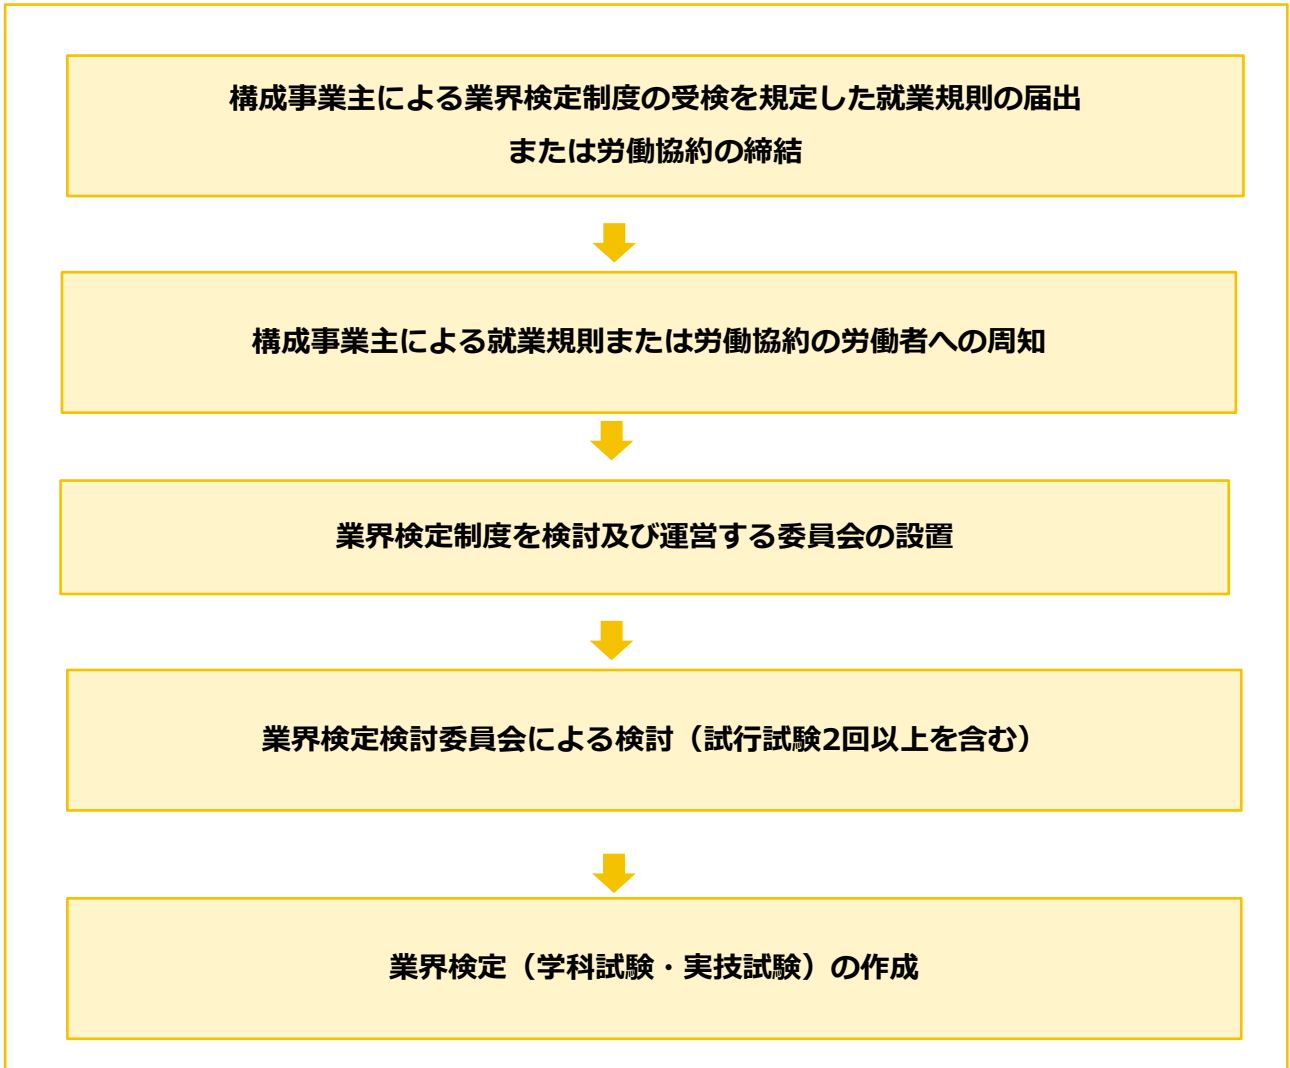 構成事業主による業界検定制度の受検を規定した就業規則の届出
または労働協約の締結
構成事業主による就業規則または労働協約の労働者への周知
業界検定制度を検討及び運営する委員会の設置
業界検定検討委員会による検討（試行試験2回以上を含む）
業界検定（学科試験・実技試験）の作成